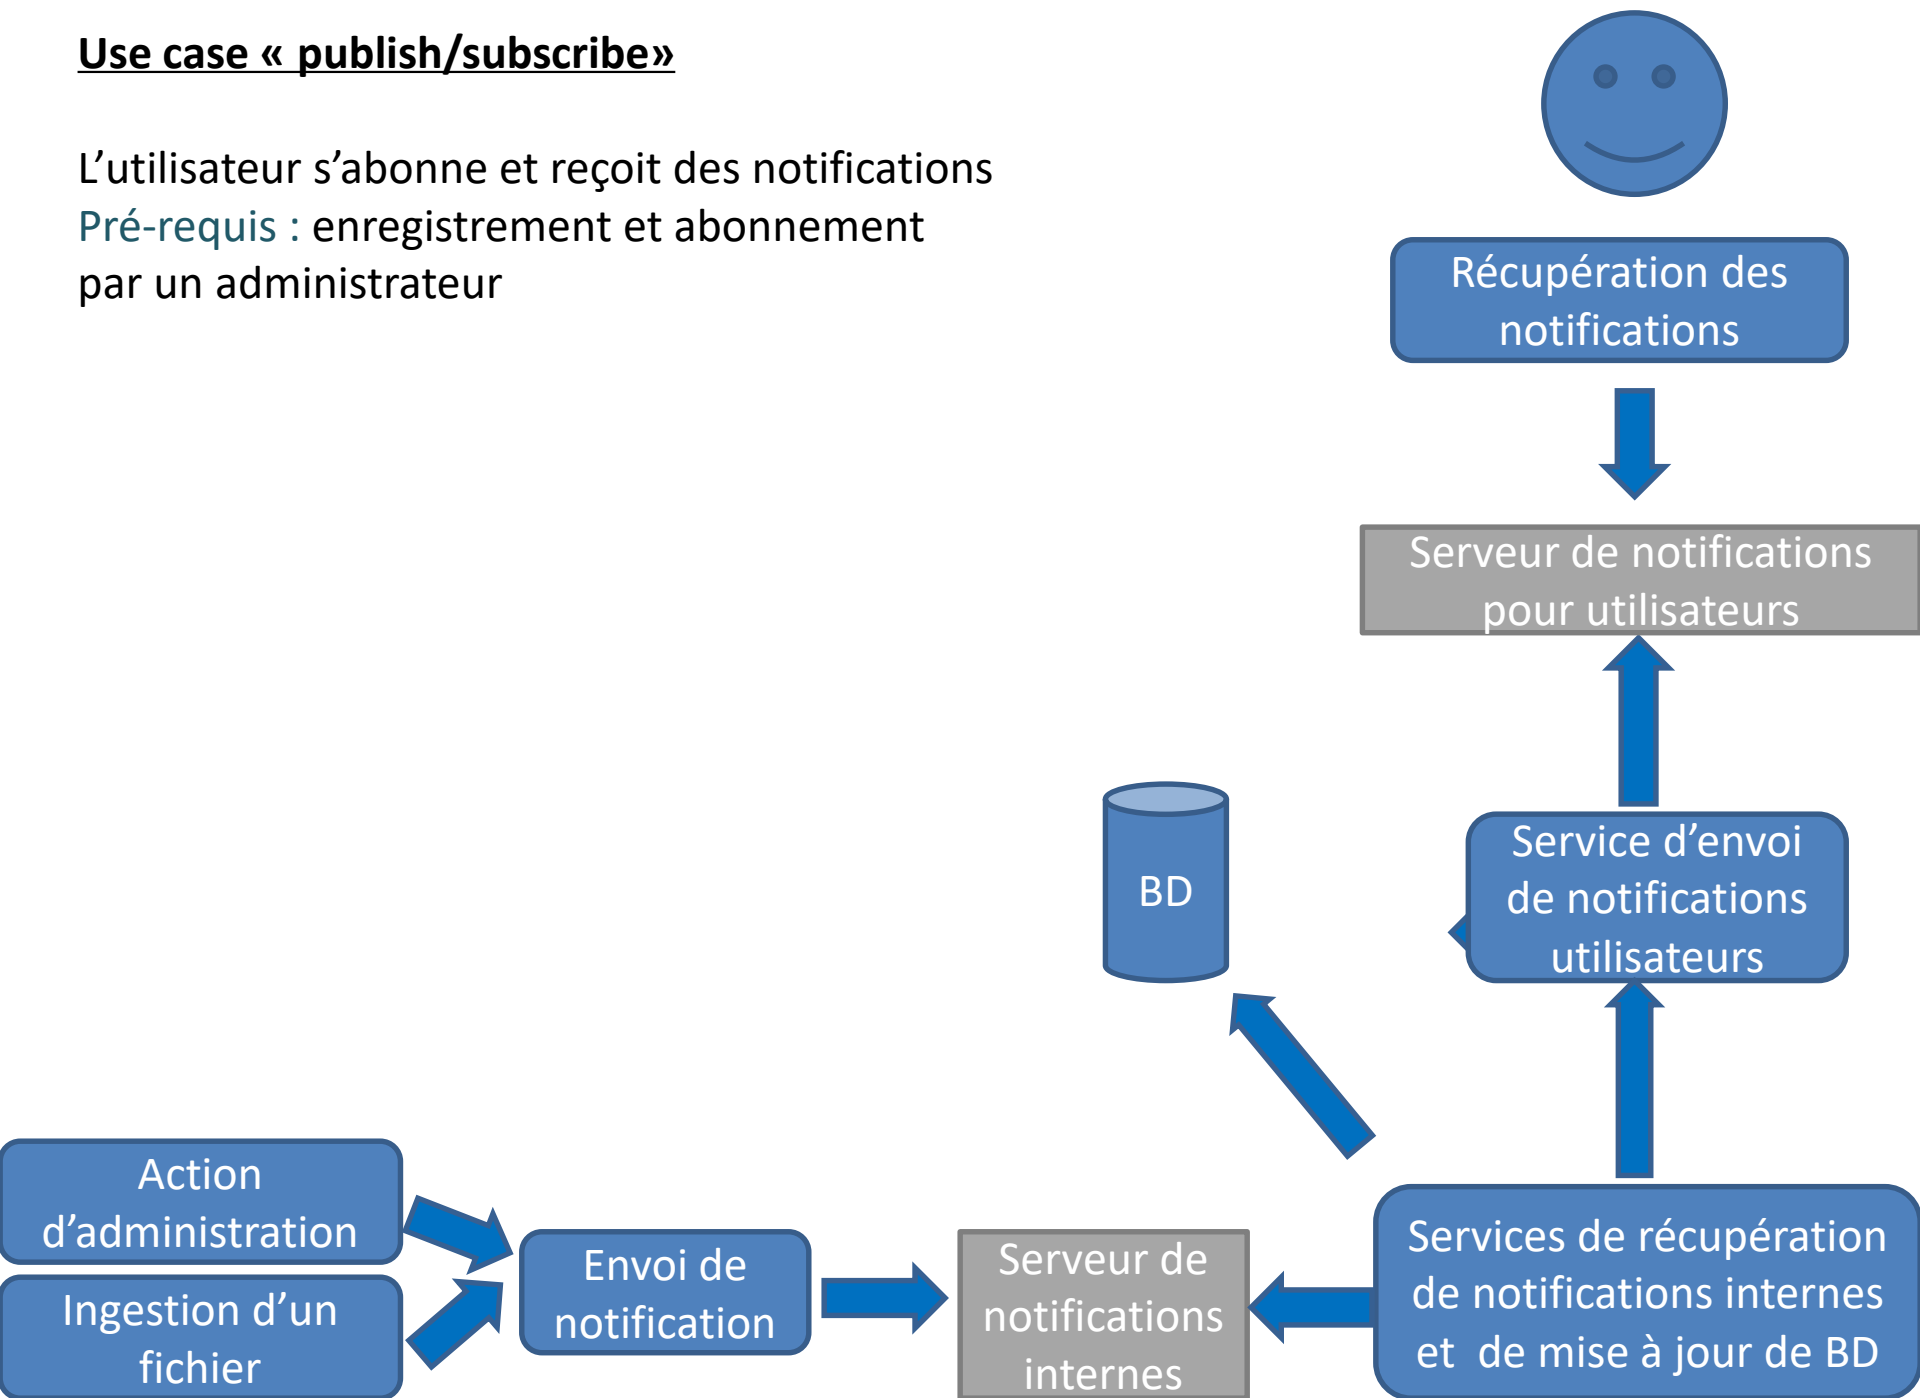 Use case « publish/subscribe»
L’utilisateur s’abonne et reçoit des notifications
Pré-requis : enregistrement et abonnement
par un administrateur
Récupération des
notifications
Serveur de notifications
pour utilisateurs
Service d’envoi
de notifications
utilisateurs
BD
Action
d’administration
Ingestion d’un
fichier
Envoi de
notification
Serveur de
notifications
internes
Services de récupération
de notifications internes
et  de mise à jour de BD